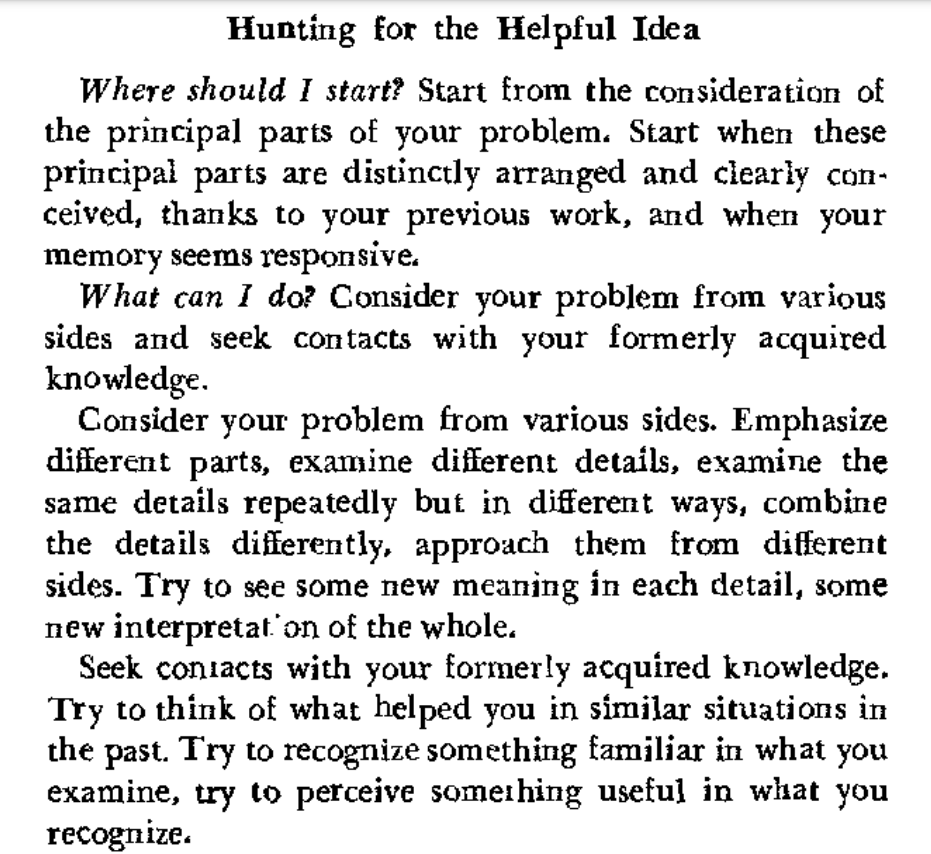 Hunting for the Helpful Idea
Where should I start? Start from the consideration of
the principal parts of your problem. Start when these
principal parts are distinctly arranged and clearly con-
ceived, thanks to your previous work, and when your
memory seems responsive.
What can I do? Consider your problem from various
sides and seek contacts with your formerly acquired
knowledge.
Consider your problem from various sides. Emphasize
different parts, examine different details, examine the
same details repeatedly but in different ways, combine
the details differently, approach them from different
sides. Try to see some new meaning in each detail, some
new interpretation of the whole.
Seek contacts with your formerly acquired knowledge.
Try to think of what helped you in similar situations in
the past. Try to recognize something familiar in what you
examine, try to perceive something useful in what you
recognize.